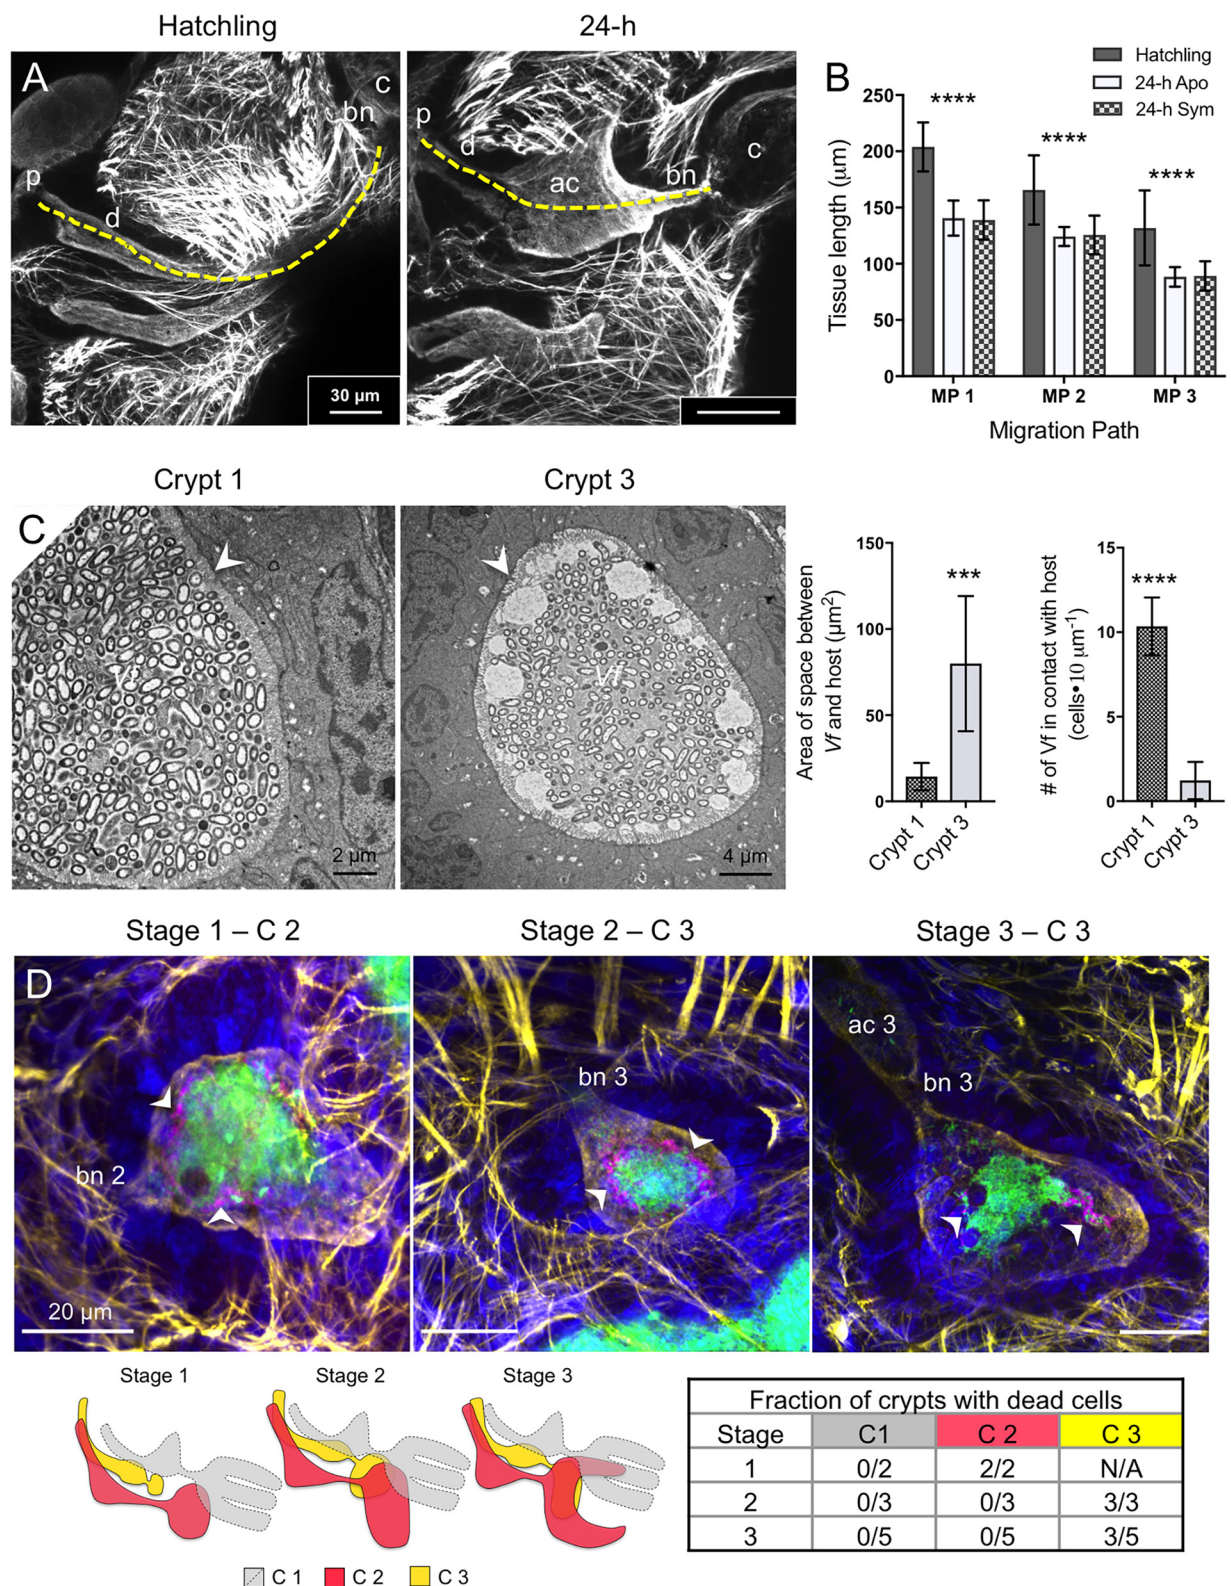 Hatchling
24-h
A
c
bn
p
d
30 µm
p
d
ac
bn
c
B
Hatchling
24-h Apo
24-h Sym
Tissue length (µm)
250
200
150
100
50
0
****
****
****
MP 1 MP 2 MP 3
Migration Path
Crypt 1
Crypt 3
C
Vf
2 µm
Vf
4 µm
Area of space between
Vf and host (µm²)
150
100
50
0
***
Crypt 1 Crypt 3
# of Vf in contact with host
(cells•10 µm⁻¹)
15
10
5
0
****
Crypt 1 Crypt 3
Stage 1 – C 2
Stage 2 – C 3
Stage 3 – C 3
D
bn 2
20 µm
bn 3
ac 3
bn 3
Stage 1 Stage 2 Stage 3
C 1 C 2 C 3
Fraction of crypts with dead cells
Stage C1 C 2 C 3
1 0/2 2/2 N/A
2 0/3 0/3 3/3
3 0/5 0/5 3/5